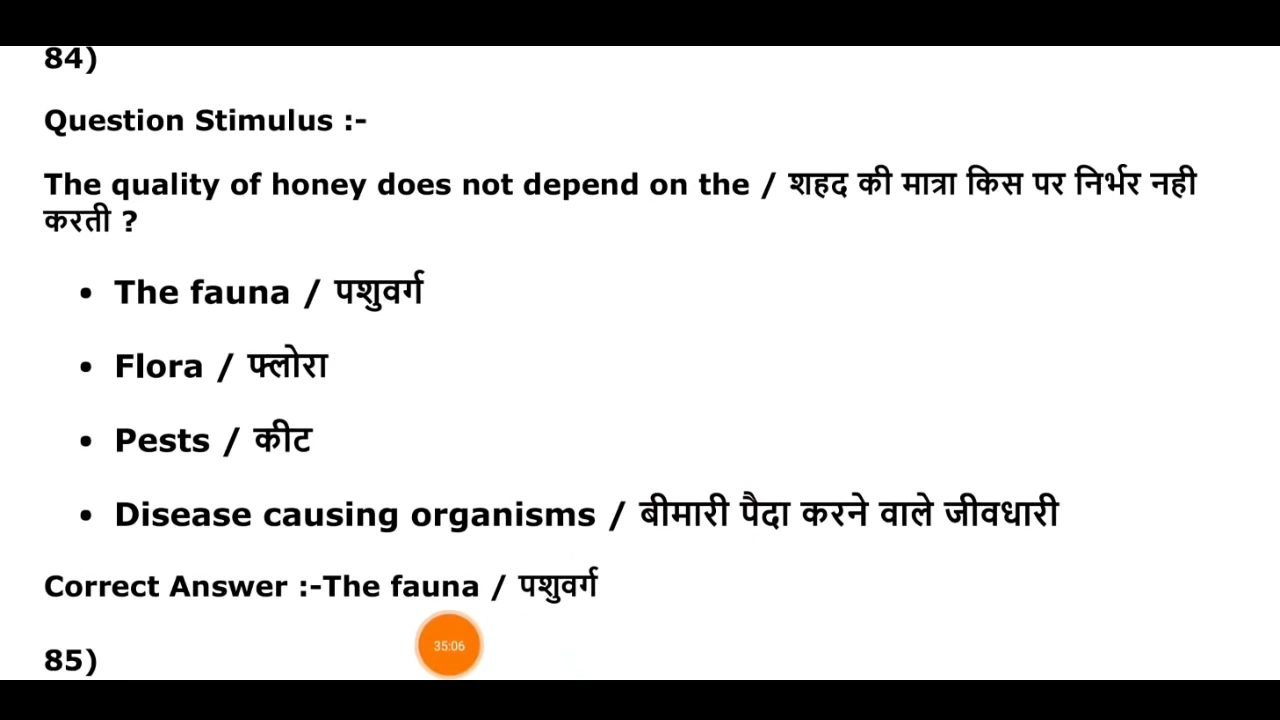 84)
Question Stimulus :-
The quality of honey does not depend on the / शहद की मात्रा किस पर निर्भर नही
करती ?
• The fauna / पशुवर्ग
• Flora / फ्लोरा
• Pests / कीट
• Disease causing organisms / बीमारी पैदा करने वाले जीवधारी
Correct Answer :-The fauna / पशुवर्ग
35:06
85)